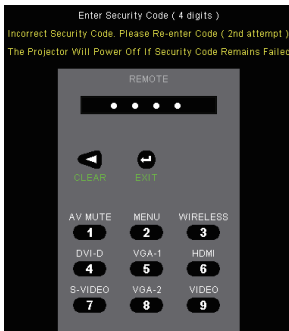 Enter Security Code ( 4 digits )
Incorrect Security Code. Please Re-enter Code ( 2nd attempt )
The Projector Will Power Off If Security Code Remains Failed
REMOTE
CLEAR EXIT
AV MUTE MENU WIRELESS
1 2 3
DVI-D VGA-1 HDMI
4 5 6
S-VIDEO VGA-2 VIDEO
7 8 9